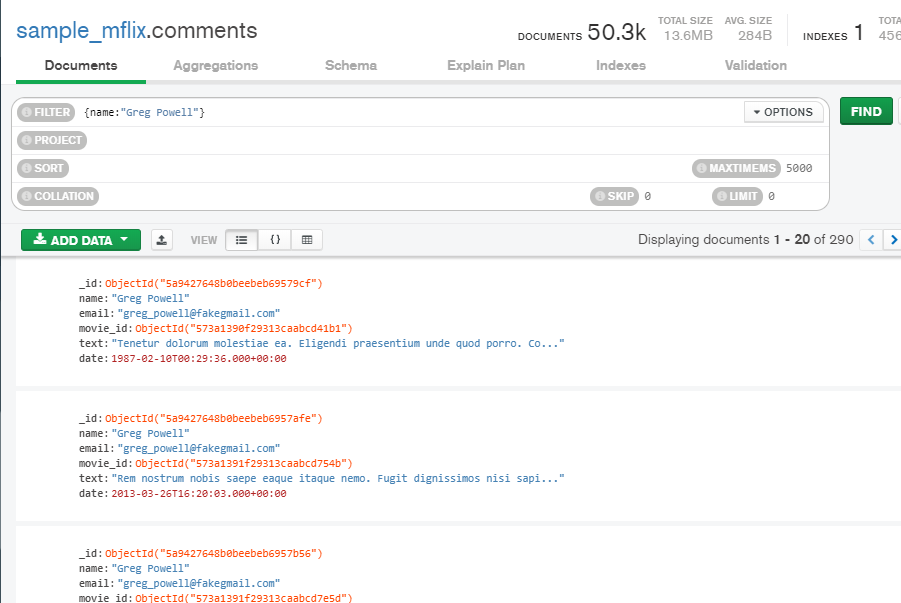 sample_mflix.comments
DOCUMENTS 50.3k TOTAL SIZE 13.6MB AVG. SIZE 284B INDEXES 1 TOTA 456
Documents Aggregations Schema Explain Plan Indexes Validation
FILTER {name:"Greg Powell"} OPTIONS FIND
PROJECT
SORT MAXTIMEMS 5000
COLLATION SKIP 0 LIMIT 0
ADD DATA VIEW {} Displaying documents 1 - 20 of 290
_id: ObjectId("5a9427648b0beebeb69579cf")
name: "Greg Powell"
email: "greg_powell@fakegmail.com"
movie_id: ObjectId("573a1390f29313caabcd41b1")
text: "Tenetur dolorum molestiae ea. Eligendi praesentium unde quod porro. Co..."
date: 1987-02-10T00:29:36.000+00:00
_id: ObjectId("5a9427648b0beebeb6957afe")
name: "Greg Powell"
email: "greg_powell@fakegmail.com"
movie_id: ObjectId("573a1391f29313caabcd754b")
text: "Rem nostrum nobis saepe eaque itaque nemo. Fugit dignissimos nisi sapi..."
date: 2013-03-26T16:20:03.000+00:00
_id: ObjectId("5a9427648b0beebeb6957b56")
name: "Greg Powell"
email: "greg_powell@fakegmail.com"
movie_id: ObjectId("573a1391f29313caabcd7e5d")